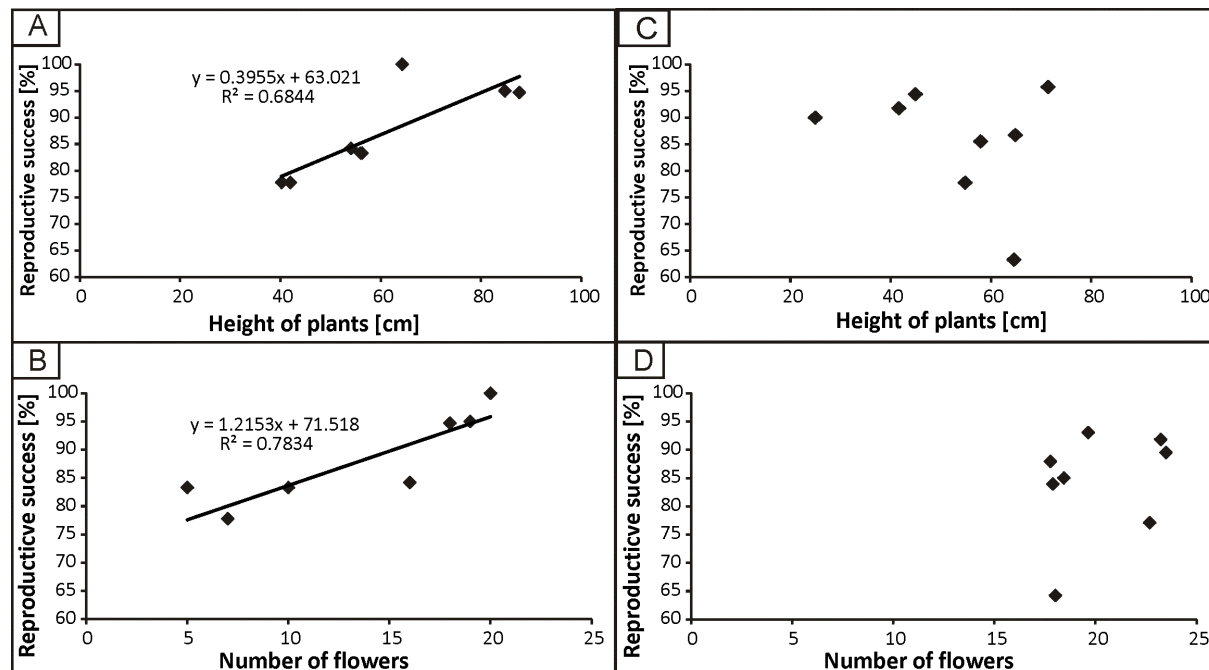 A
Reproductive success [%]
100
95
90
85
80
75
70
65
60
y = 0.3955x + 63.021
R² = 0.6844
0 20 40 60 80 100
Height of plants [cm]
C
Reproductive success [%]
100
95
90
85
80
75
70
65
60
0 20 40 60 80 100
Height of plants [cm]
B
Reproducticve success [%]
100
95
90
85
80
75
70
65
60
y = 1.2153x + 71.518
R² = 0.7834
0 5 10 15 20 25
Number of flowers
D
Reproducticve success [%]
100
95
90
85
80
75
70
65
60
0 5 10 15 20 25
Number of flowers